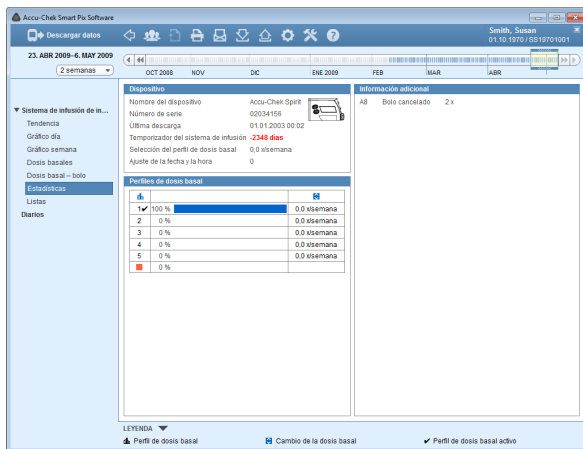 Accu-Chek Smart Pix Software
Descargar datos
Smith, Susan
01.10.1970 / SS19701001
23. ABR 2009–6. MAY 2009
2 semanas
OCT 2008 NOV DIC ENE 2009 FEB MAR ABR
Sistema de infusión de in...
Tendencia
Gráfico día
Gráfico semana
Dosis basales
Dosis basal – bolo
Estadísticas
Listas
Diarios
Dispositivo
Nombre del dispositivo Accu-Chek Spirit
Número de serie 02034156
Última descarga 01.01.2003 00:02
Temporizador del sistema de infusión -2348 días
Selección del perfil de dosis basal 0,0 x/semana
Ajuste de la fecha y la hora 0
Información adicional
A8 Bolo cancelado 2 x
Perfiles de dosis basal
1 100 % 0,0 x/semana
2 0 % 0,0 x/semana
3 0 % 0,0 x/semana
4 0 % 0,0 x/semana
5 0 % 0,0 x/semana
0 %
LEYENDA
Perfil de dosis basal Cambio de la dosis basal Perfil de dosis basal activo